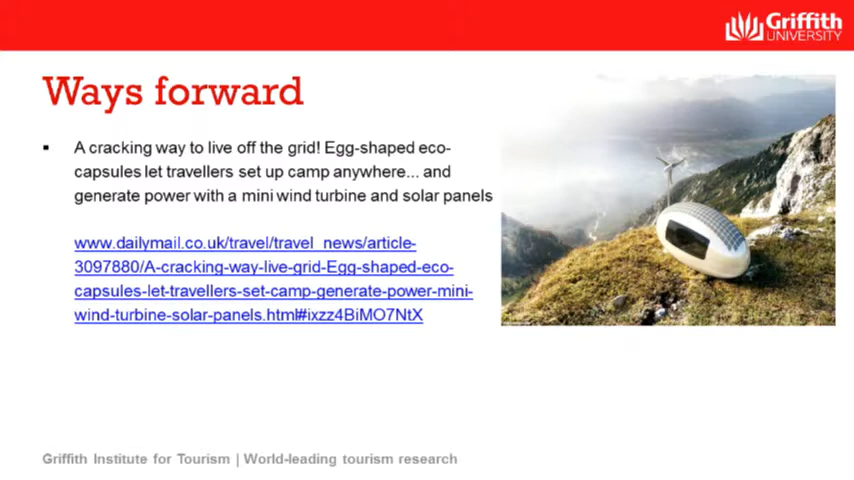 Griffith
UNIVERSITY
Ways forward
▪ A cracking way to live off the grid! Egg-shaped eco-
capsules let travellers set up camp anywhere... and
generate power with a mini wind turbine and solar panels
www.dailymail.co.uk/travel/travel_news/article-
3097880/A-cracking-way-live-grid-Egg-shaped-eco-
capsules-let-travellers-set-camp-generate-power-mini-
wind-turbine-solar-panels.html#ixzz4BiMO7NtX
Griffith Institute for Tourism | World-leading tourism research